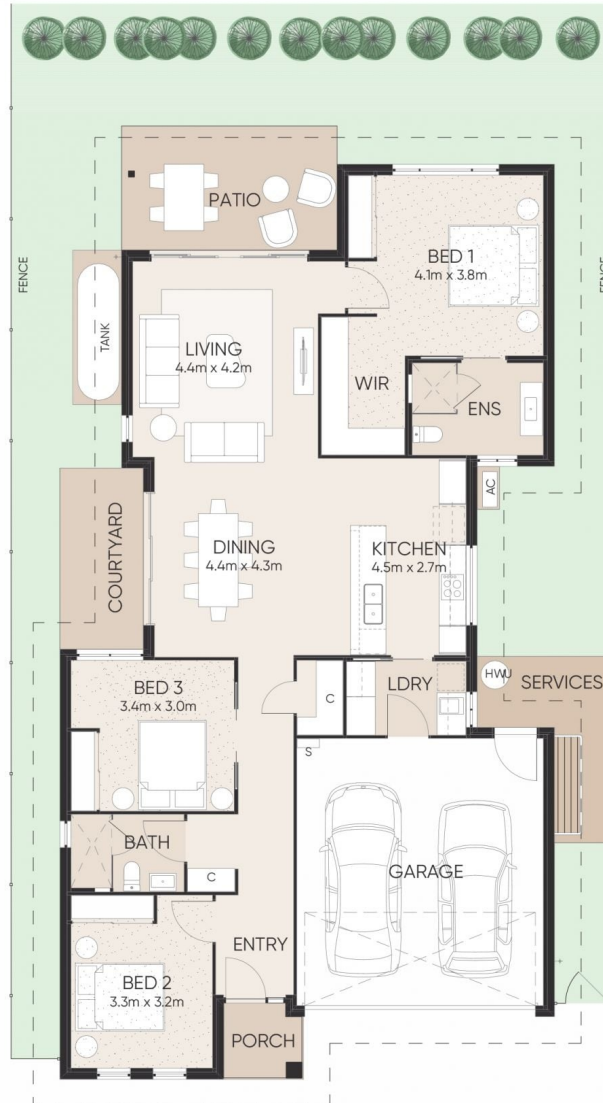 PATIO
BED 1
4.1m x 3.8m
FENCE
FENCE
TANK
LIVING
4.4m x 4.2m
WIR
ENS
AC
COURTYARD
DINING
4.4m x 4.3m
KITCHEN
4.5m x 2.7m
BED 3
3.4m x 3.0m
C
LDRY
HWU
SERVICES
S
BATH
C
GARAGE
ENTRY
BED 2
3.3m x 3.2m
PORCH